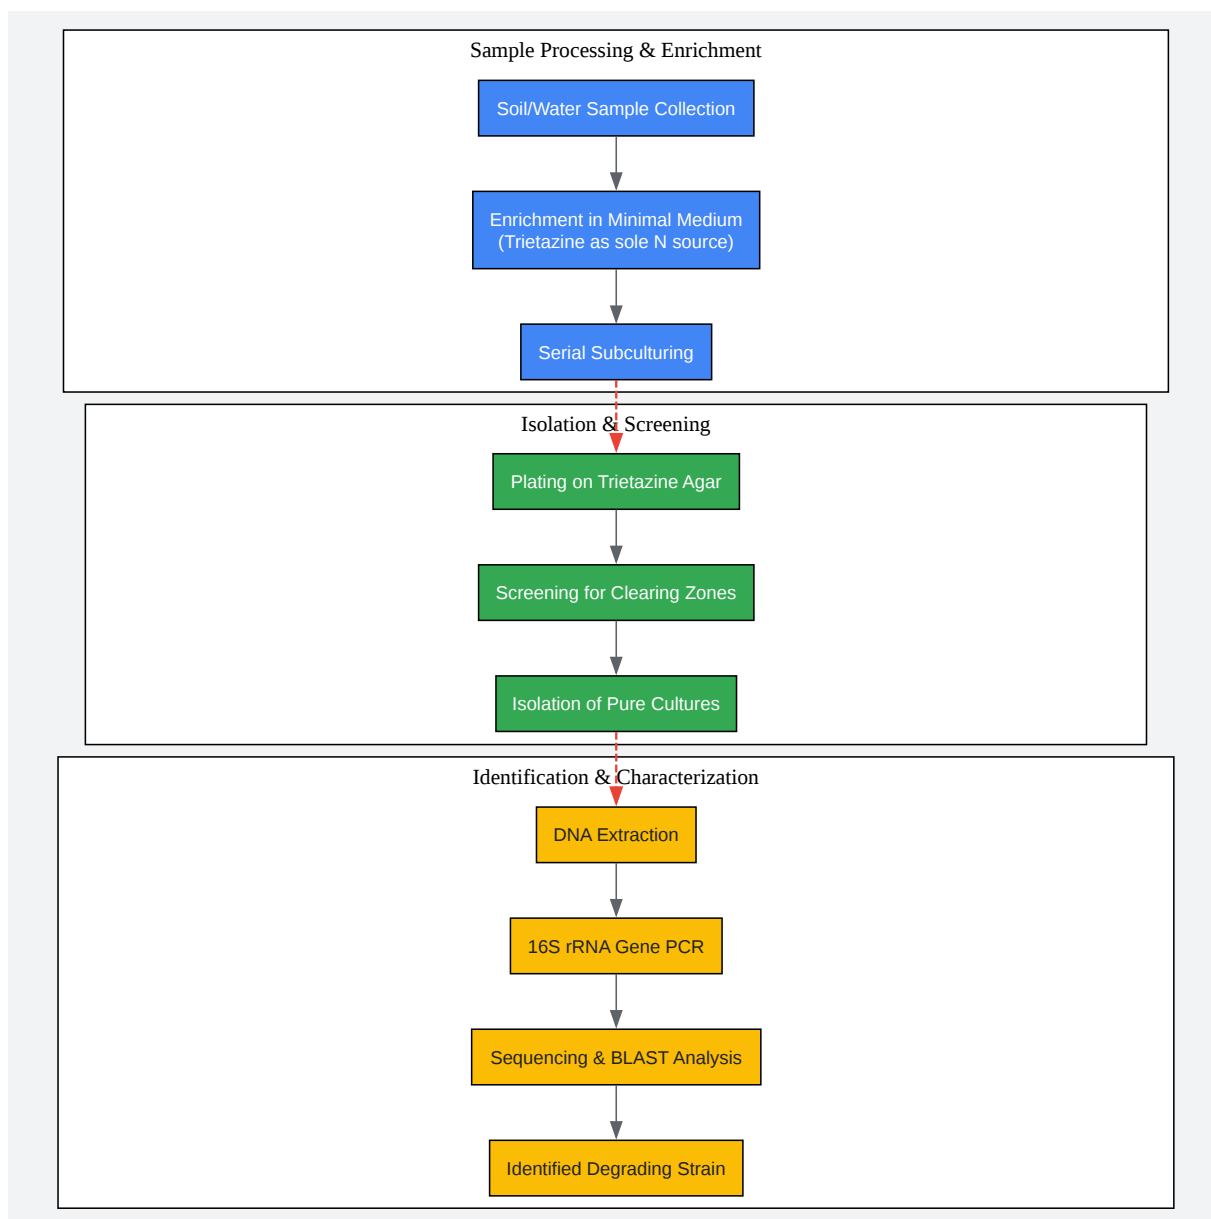 Sample Processing & Enrichment
Soil/Water Sample Collection
Enrichment in Minimal Medium
(Trietazine as sole N source)
Serial Subculturing
Isolation & Screening
Plating on Trietazine Agar
Screening for Clearing Zones
Isolation of Pure Cultures
Identification & Characterization
DNA Extraction
16S rRNA Gene PCR
Sequencing & BLAST Analysis
Identified Degrading Strain